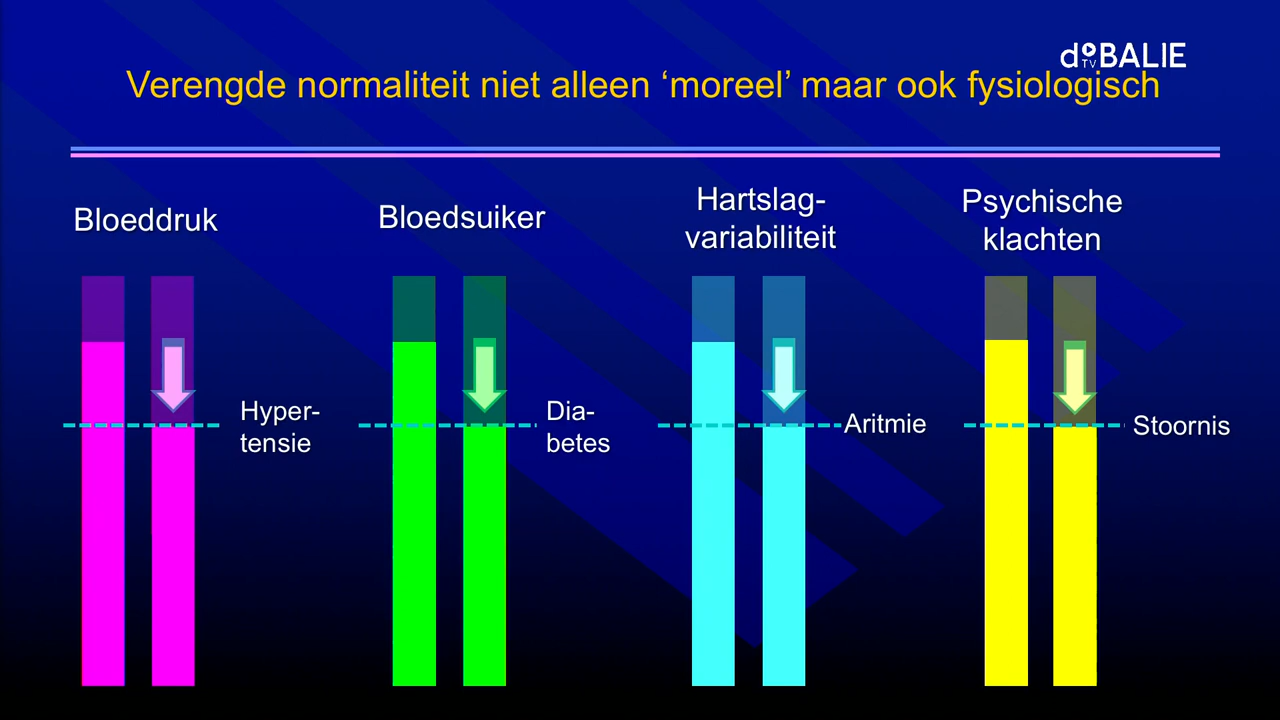 de BALIE
TV
Verengde normaliteit niet alleen ‘moreel’ maar ook fysiologisch
Bloeddruk
Bloedsuiker
Hartslag-
variabiliteit
Psychische
klachten
Hyper-
tensie
Dia-
betes
Aritmie
Stoornis